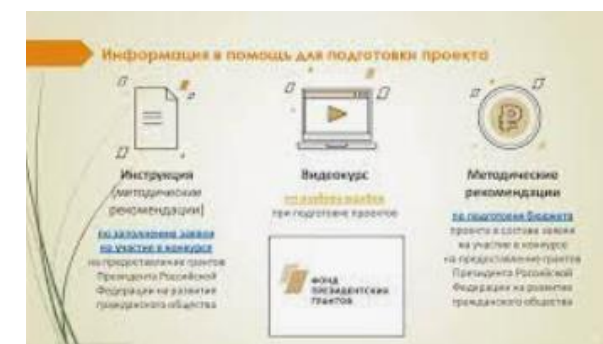 Информация в помощь для подготовки проекта
Инструкция
(методические
рекомендации)
по заполнению заявки
на участие в конкурсе
на предоставление грантов
Президента Российской
Федерации на развитие
гражданского общества
Видеокурс
при подготовке проектов
ФОНД
ПРЕЗИДЕНТСКИХ
ГРАНТОВ
Методические
рекомендации
по подготовке бюджета
проекта в составе заявки
на участие в конкурсе
на предоставление грантов
Президента Российской
Федерации на развитие
гражданского общества